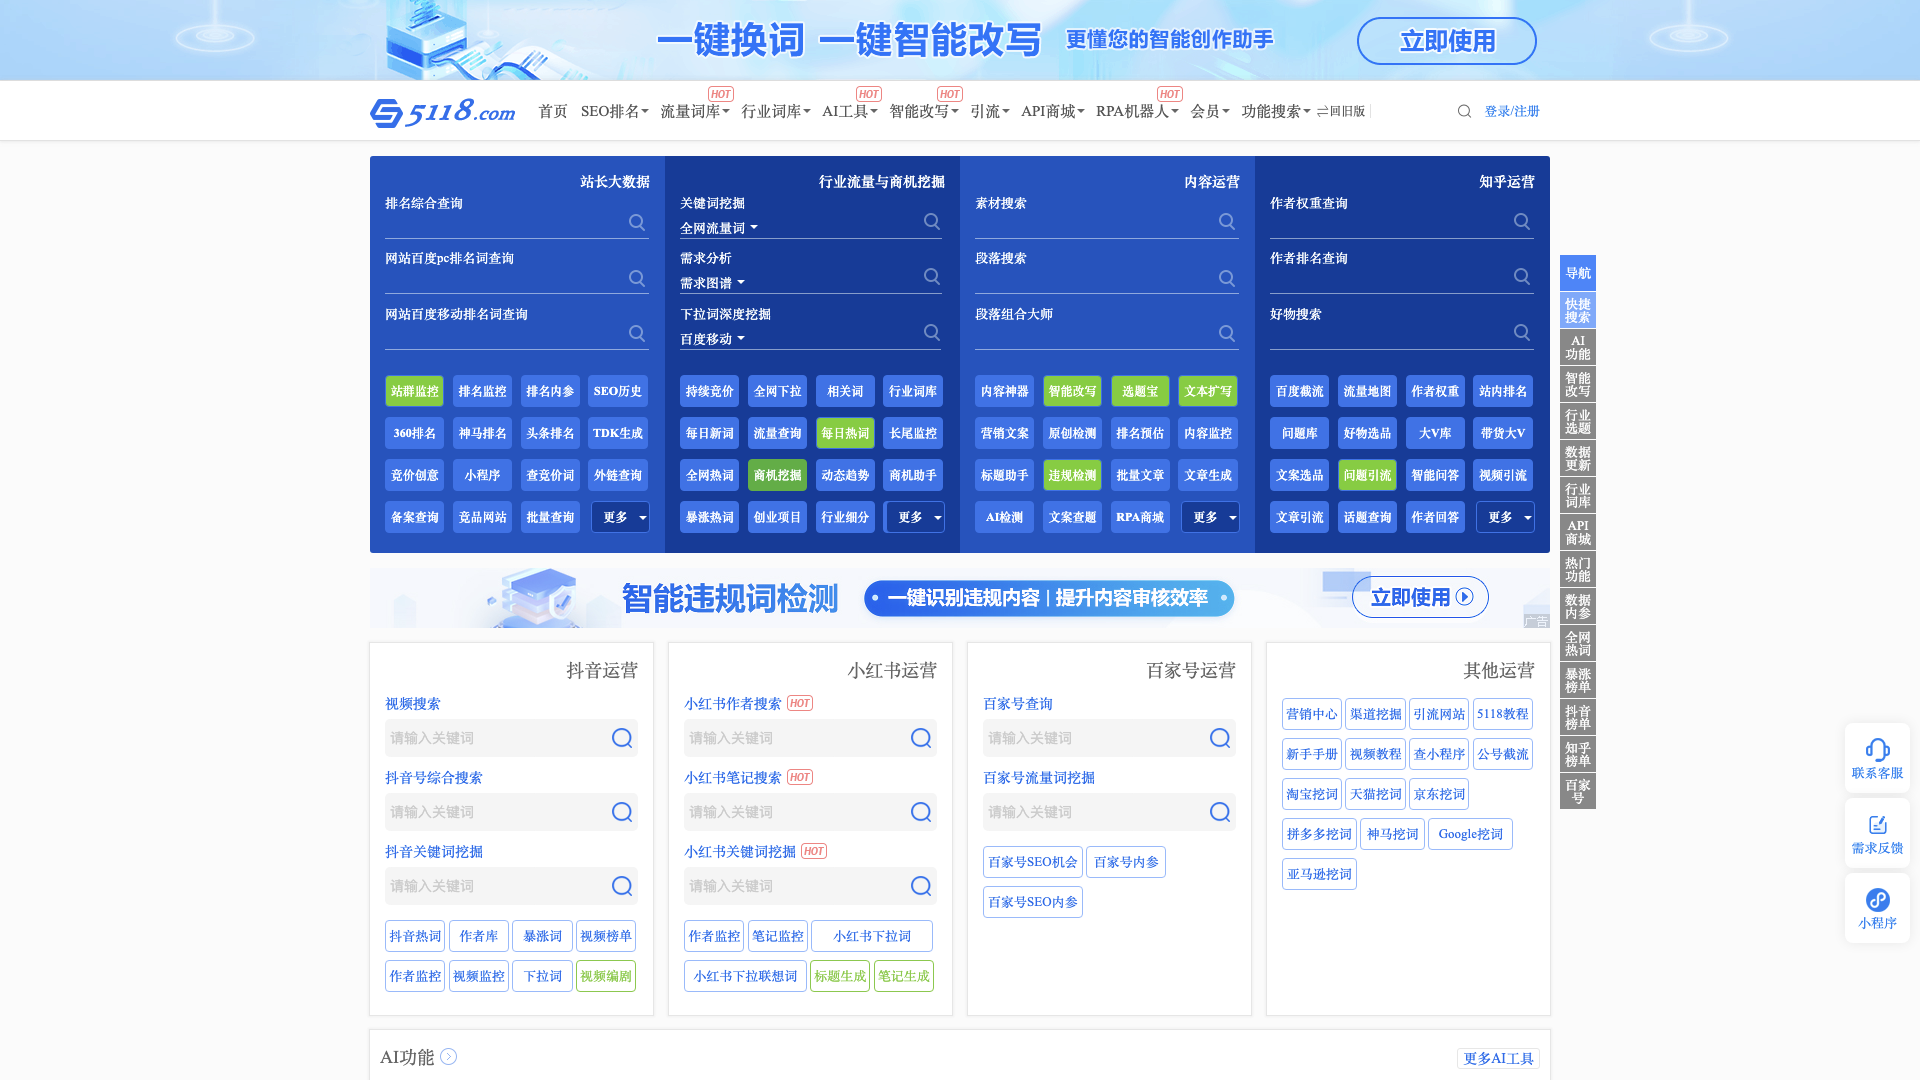 一键换词 一键智能改写 更懂您的智能创作助手 立即使用
5118.com 首页 SEO排名 流量词库 HOT 行业词库 AI工具 HOT 智能改写 HOT 引流 API商城 RPA机器人 HOT 会员 功能搜索 回旧版 登录/注册
站长大数据
排名综合查询
网站百度pc排名词查询
网站百度移动排名词查询
站群监控 排名监控 排名内参 SEO历史
360排名 神马排名 头条排名 TDK生成
竞价创意 小程序 查竞价词 外链查询
备案查询 竞品网站 批量查询 更多
行业流量与商机挖掘
关键词挖掘
全网流量词
需求分析
需求图谱
下拉词深度挖掘
百度移动
持续竞价 全网下拉 相关词 行业词库
每日新词 流量查询 每日热词 长尾监控
全网热词 商机挖掘 动态趋势 商机助手
暴涨热词 创业项目 行业细分 更多
内容运营
素材搜索
段落搜索
段落组合大师
内容神器 智能改写 选题宝 文本扩写
营销文案 原创检测 排名预估 内容监控
标题助手 违规检测 批量文章 文章生成
AI检测 文案查题 RPA商城 更多
知乎运营
作者权重查询
作者排名查询
好物搜索
百度截流 流量地图 作者权重 站内排名
问题库 好物选品 大V库 带货大V
文案选品 问题引流 智能问答 视频引流
文章引流 话题查询 作者回答 更多
智能违规词检测 一键识别违规内容 | 提升内容审核效率 立即使用
广告
抖音运营
视频搜索
请输入关键词
抖音号综合搜索
请输入关键词
抖音关键词挖掘
请输入关键词
抖音热词 作者库 暴涨词 视频榜单
作者监控 视频监控 下拉词 视频编剧
小红书运营
小红书作者搜索 HOT
请输入关键词
小红书笔记搜索 HOT
请输入关键词
小红书关键词挖掘 HOT
请输入关键词
作者监控 笔记监控 小红书下拉词
小红书下拉联想词 标题生成 笔记生成
百家号运营
百家号查询
请输入关键词
百家号流量词挖掘
请输入关键词
百家号SEO机会 百家号内参
百家号SEO内参
其他运营
营销中心 渠道挖掘 引流网站 5118教程
新手手册 视频教程 查小程序 公号截流
淘宝挖词 天猫挖词 京东挖词
拼多多挖词 神马挖词 Google挖词
亚马逊挖词
AI功能 更多AI工具
导航
快捷
搜索
AI
功能
智能
改写
行业
选题
数据
更新
行业
词库
API
商城
热门
功能
数据
内参
全网
热词
暴涨
榜单
抖音
榜单
知乎
榜单
百家
号
联系客服
需求反馈
小程序